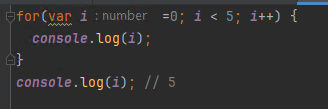 for(var i : number  =0; i < 5; i++) {
  console.log(i);
}
console.log(i); // 5